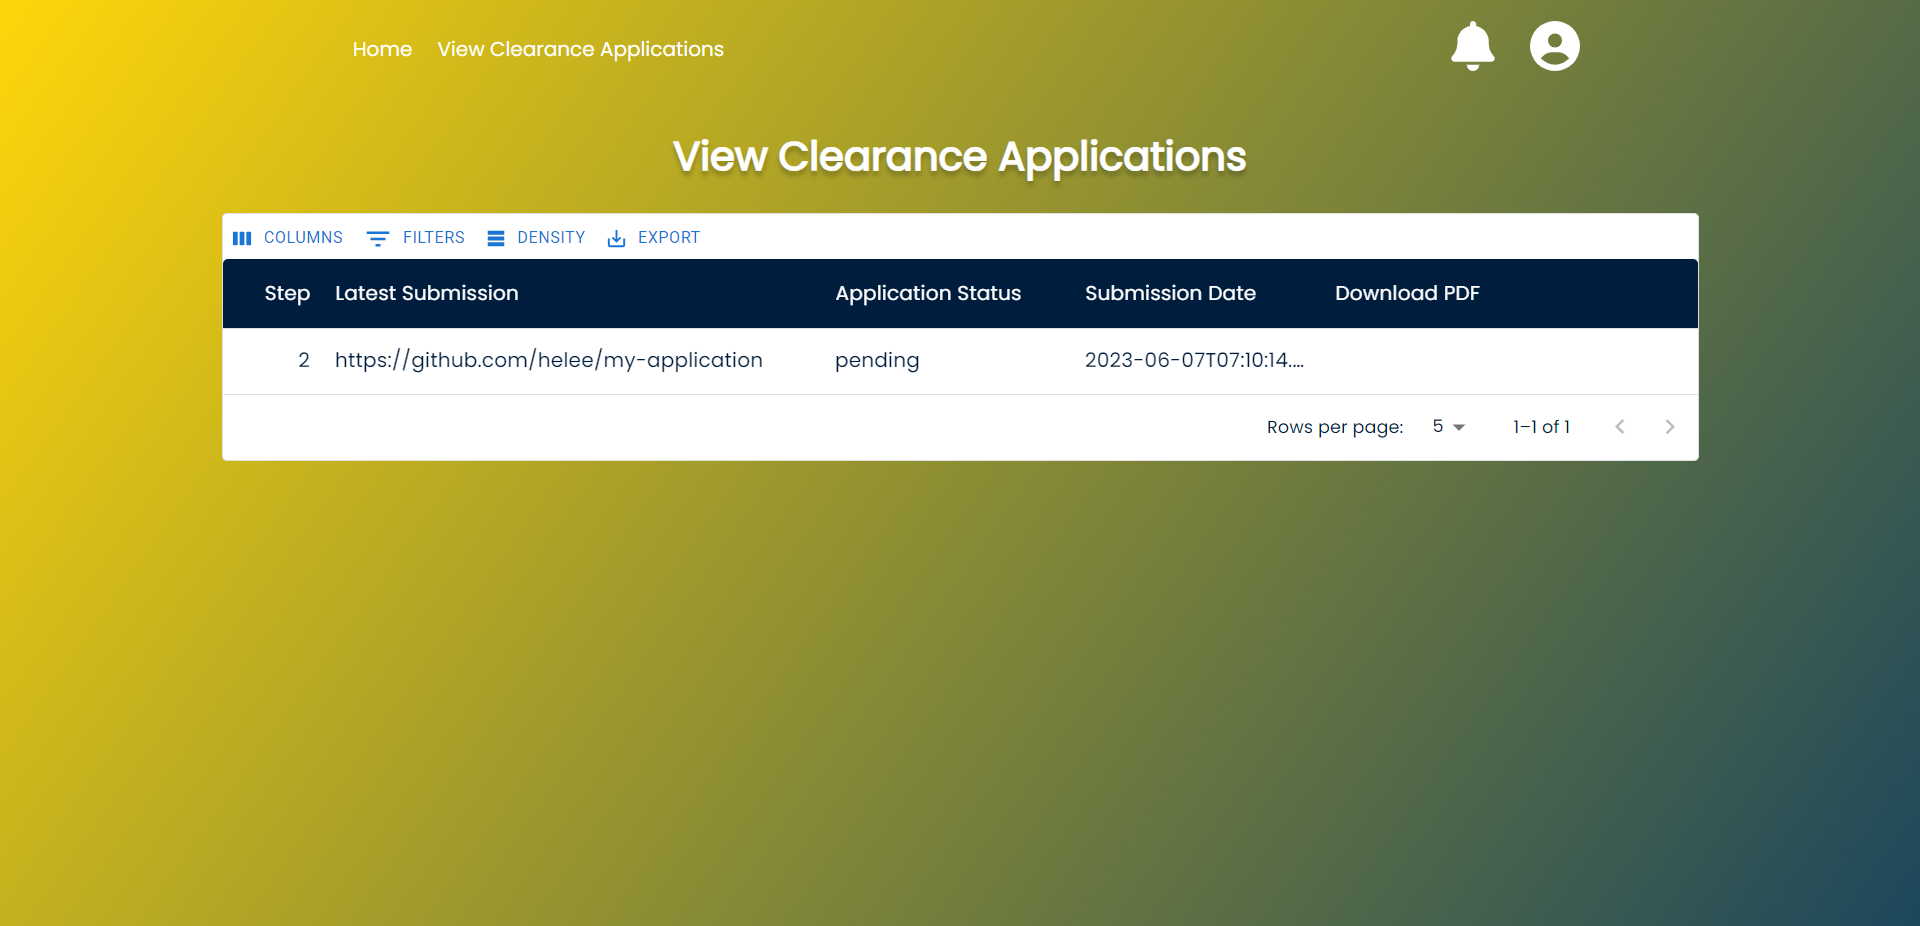 Home View Clearance Applications
View Clearance Applications
COLUMNS FILTERS DENSITY EXPORT
Step Latest Submission Application Status Submission Date Download PDF
2 https://github.com/helee/my-application pending 2023-06-07T07:10:14....
Rows per page: 5 1–1 of 1